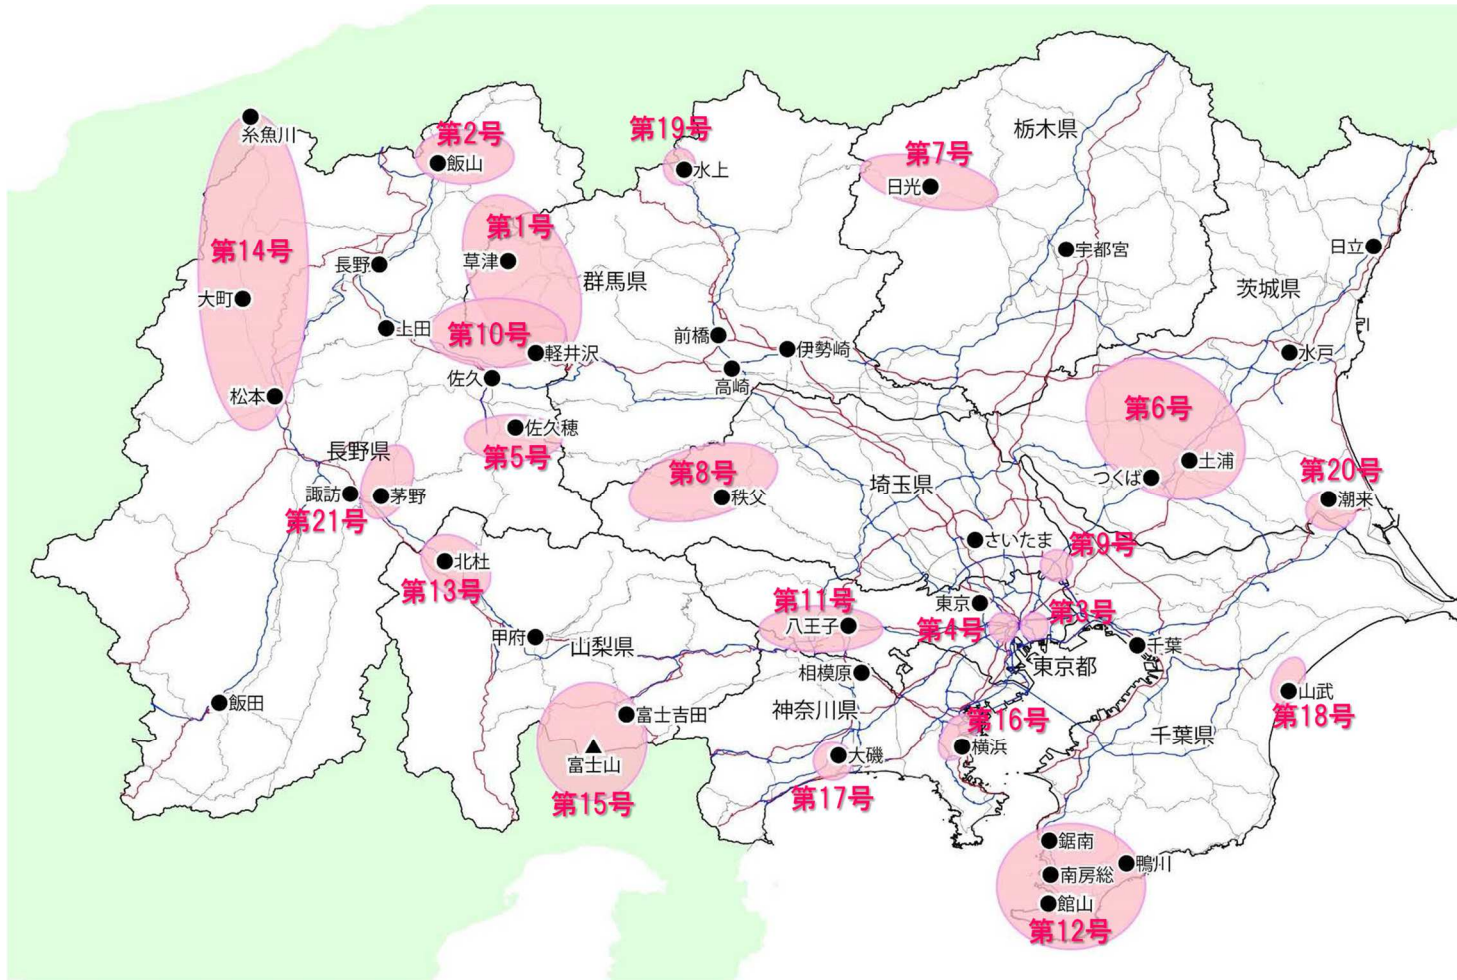 糸魚川
第2号
飯山
第19号
水上
第7号
日光
栃木県
第14号
大町
長野
第1号
草津
群馬県
宇都宮
日立
茨城県
上田
第10号
軽井沢
前橋
伊勢崎
高崎
水戸
松本
佐久
佐久穂
第5号
第6号
土浦
つくば
長野県
諏訪
茅野
第21号
第8号
秩父
埼玉県
第20号
潮来
北杜
第13号
さいたま
第9号
第11号
八王子
東京
第4号
第3号
甲府
山梨県
相模原
東京都
千葉
飯田
富士吉田
富士山
第15号
神奈川県
第16号
横浜
大磯
第17号
千葉県
山武
第18号
鋸南
鴨川
南房総
館山
第12号